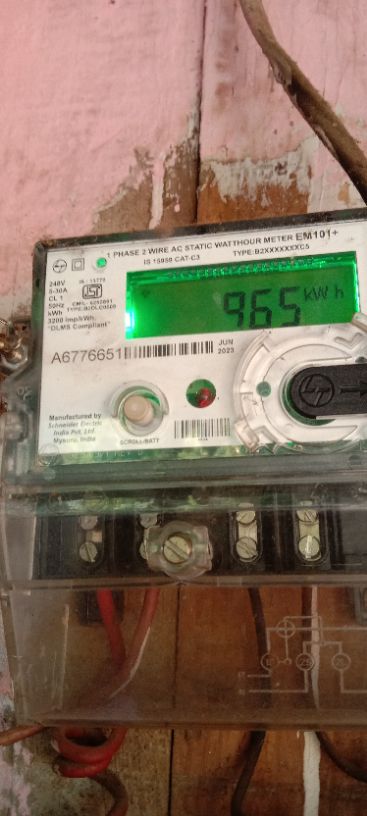 1 PHASE 2 WIRE AC STATIC WATTHOUR METER EM101+
IS 15959 CAT-C3 TYPE:B2XXXXXXXC5
240V
5-30A
CL 1
50Hz
kWh
3200 imp/kWh
"DLMS Compliant"
IS : 13779
965 kWh
A6776651
JUN
2023
Manufactured by
Schneider Electric
India Pvt. Ltd.
Mysuru, India
SCROLL/BATT